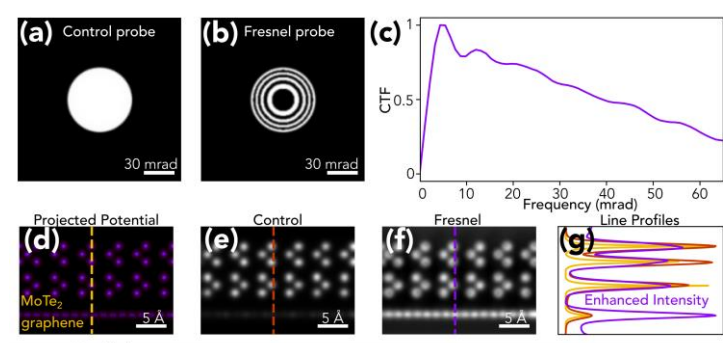 (a) Control probe
30 mrad
(b) Fresnel probe
30 mrad
(c)
1
0.5
0
CTF
0 10 20 30 40 50 60
Frequency (mrad)
Projected Potential
(d)
MoTe₂
graphene
5 Å
Control
(e)
5 Å
Fresnel
(f)
5 Å
Line Profiles
(g)
Enhanced Intensity